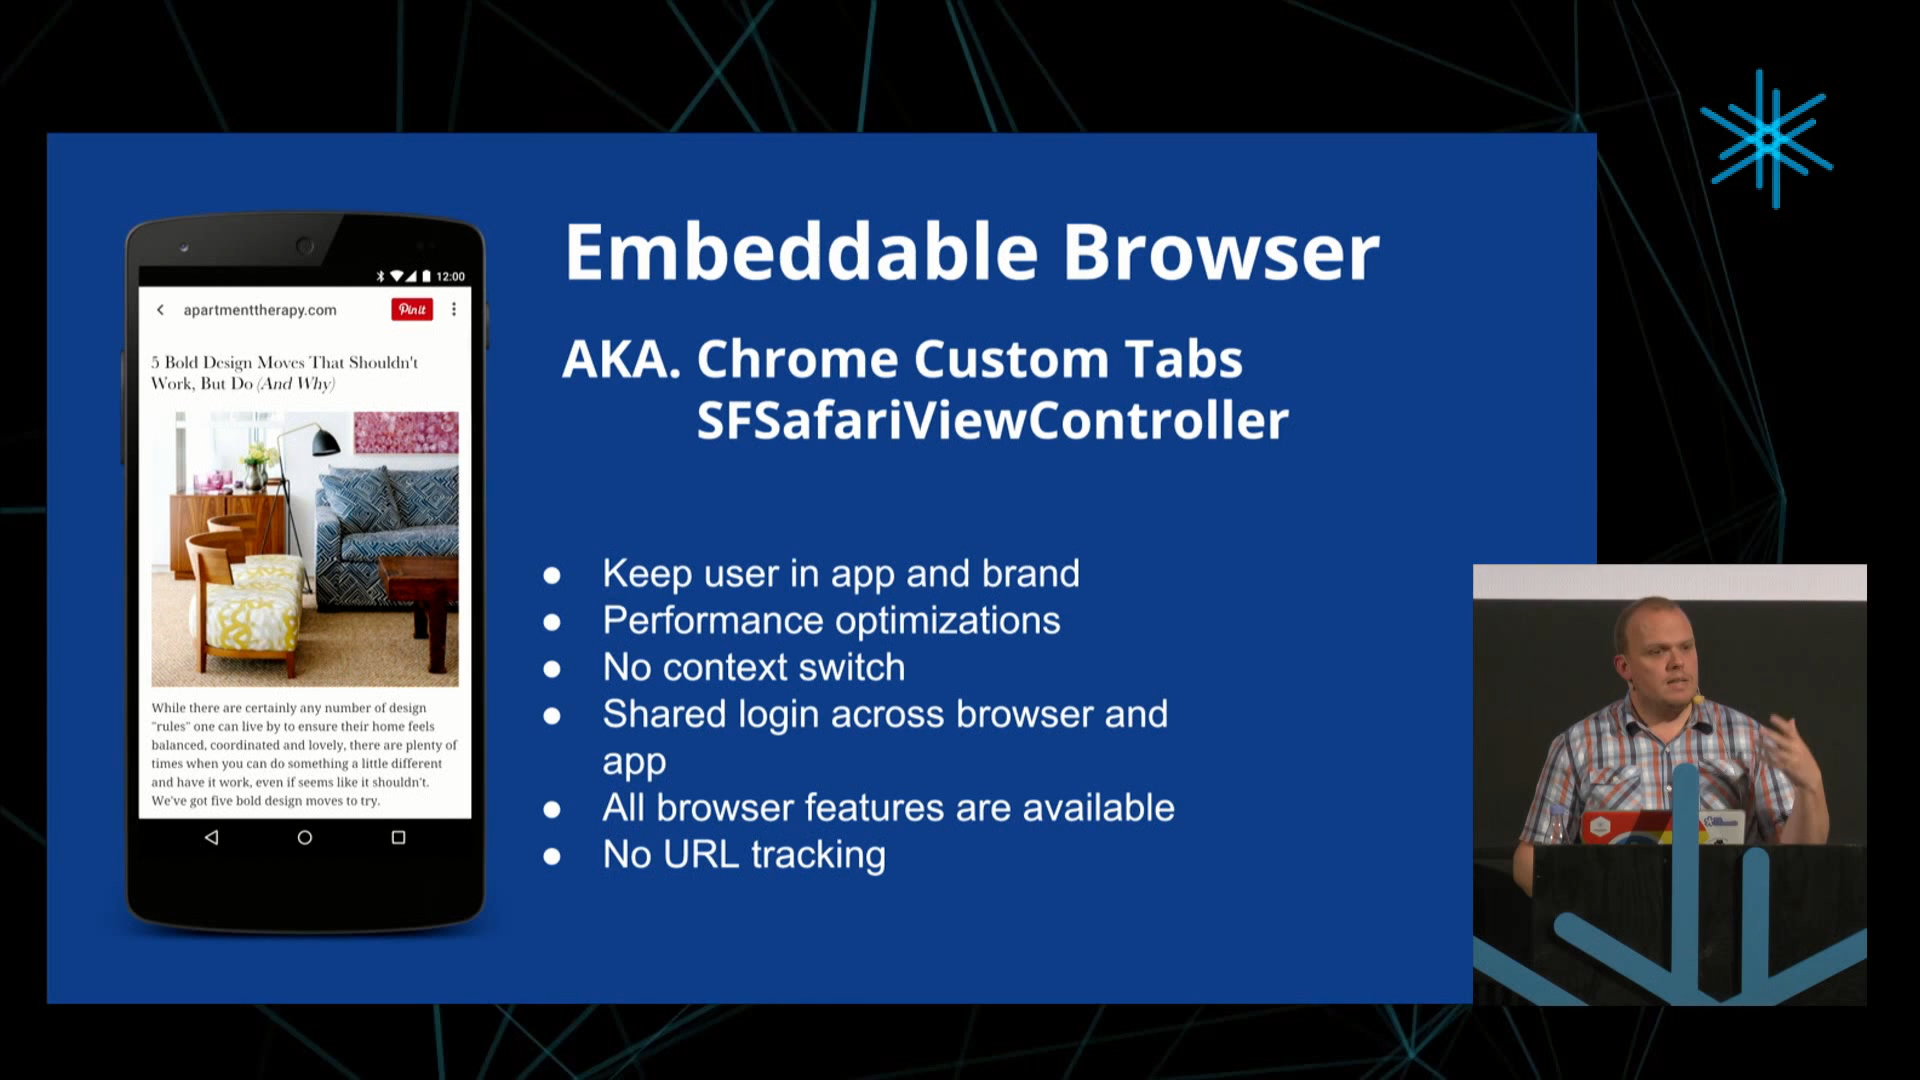 Embeddable Browser
AKA. Chrome Custom Tabs
SFSafariViewController
● Keep user in app and brand
● Performance optimizations
● No context switch
● Shared login across browser and
app
● All browser features are available
● No URL tracking
12:00
apartmenttherapy.com
Pin it
5 Bold Design Moves That Shouldn't
Work, But Do (And Why)
While there are certainly any number of design
"rules" one can live by to ensure their home feels
balanced, coordinated and lovely, there are plenty of
times when you can do something a little different
and have it work, even if seems like it shouldn't.
We've got five bold design moves to try.